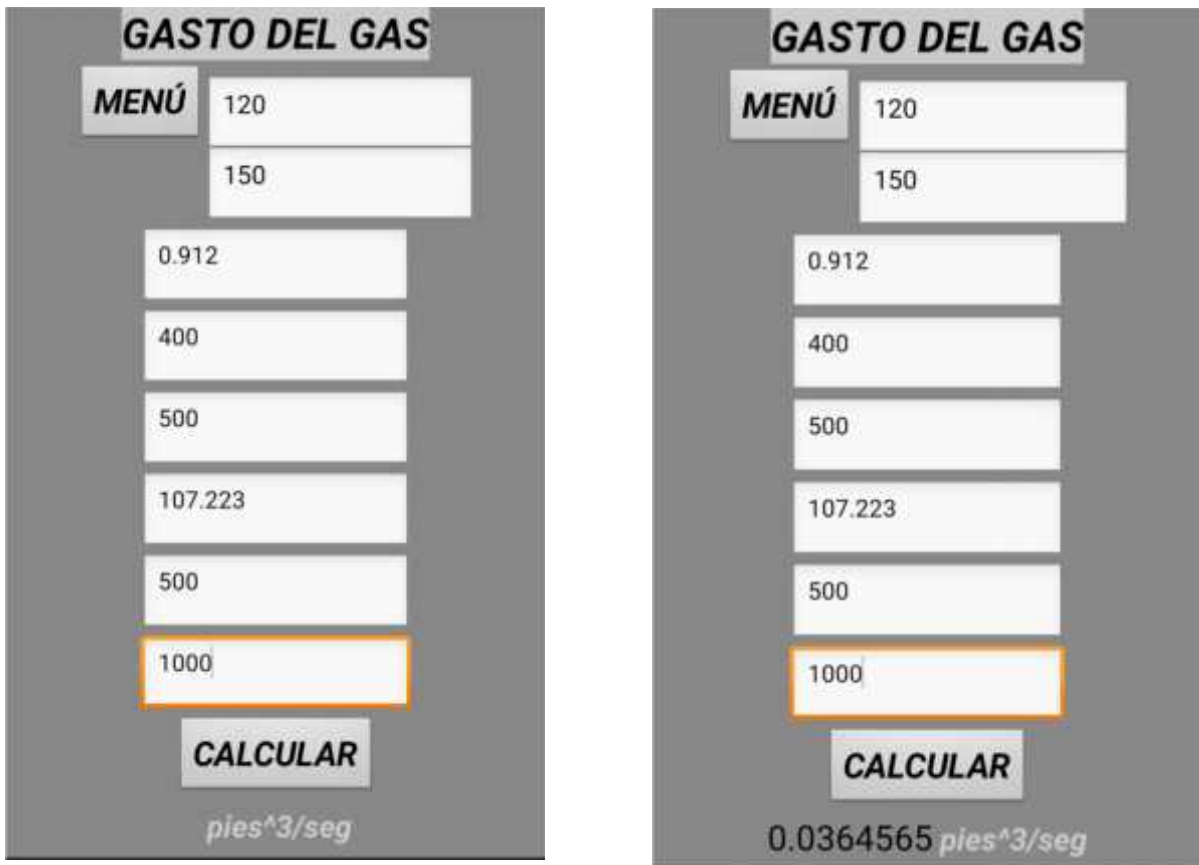 GASTO DEL GAS
MENÚ
120
150
0.912
400
500
107.223
500
1000
CALCULAR
pies^3/seg
GASTO DEL GAS
MENÚ
120
150
0.912
400
500
107.223
500
1000
CALCULAR
0.0364565 pies^3/seg